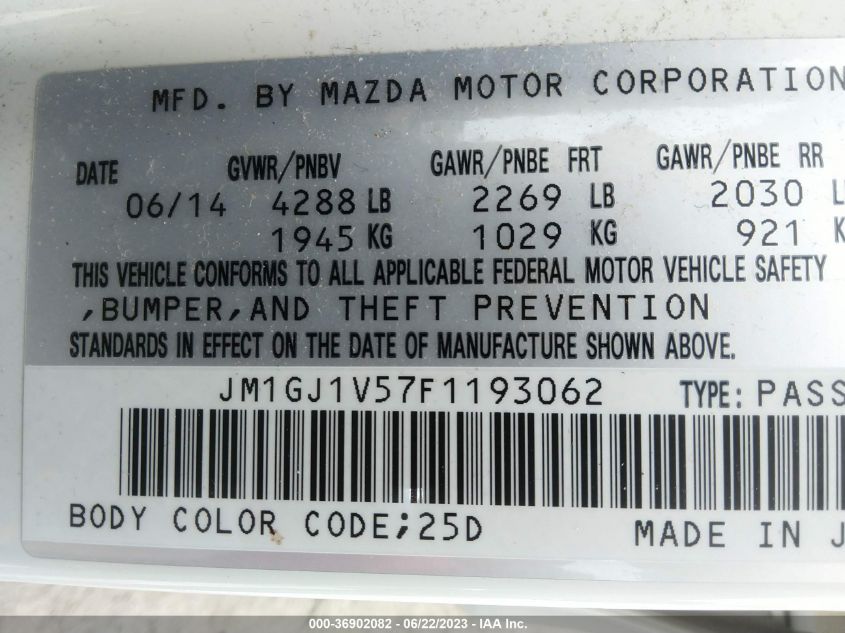 MFD. BY MAZDA MOTOR CORPORATION
DATE GVWR/PNBV GAWR/PNBE FRT GAWR/PNBE RR
06/14 4288 LB 2269 LB 2030 L
1945 KG 1029 KG 921 K
THIS VEHICLE CONFORMS TO ALL APPLICABLE FEDERAL MOTOR VEHICLE SAFETY
,BUMPER,AND THEFT PREVENTION
STANDARDS IN EFFECT ON THE DATE OF MANUFACTURE SHOWN ABOVE.
JM1GJ1V57F1193062 TYPE: PASS
BODY COLOR CODE;25D MADE IN J
000-36902082 - 06/22/2023 - IAA Inc.